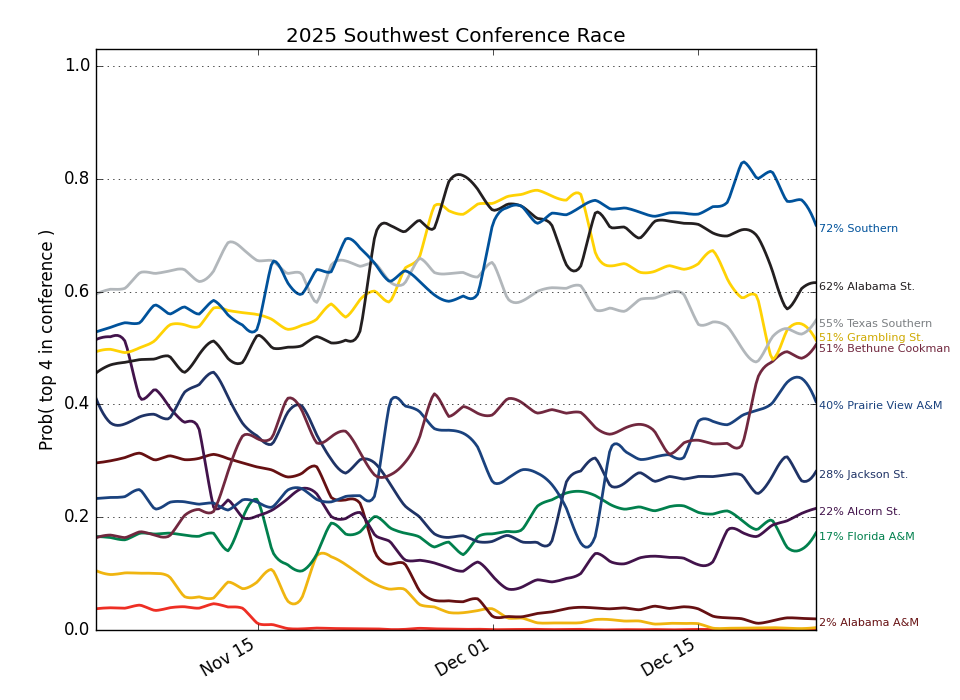 2025 Southwest Conference Race
Prob( top 4 in conference )
1.0
0.8
0.6
0.4
0.2
0.0
Nov 15
Dec 01
Dec 15
72% Southern
62% Alabama St.
55% Texas Southern
51% Grambling St.
51% Bethune Cookman
40% Prairie View A&M
28% Jackson St.
22% Alcorn St.
17% Florida A&M
2% Alabama A&M